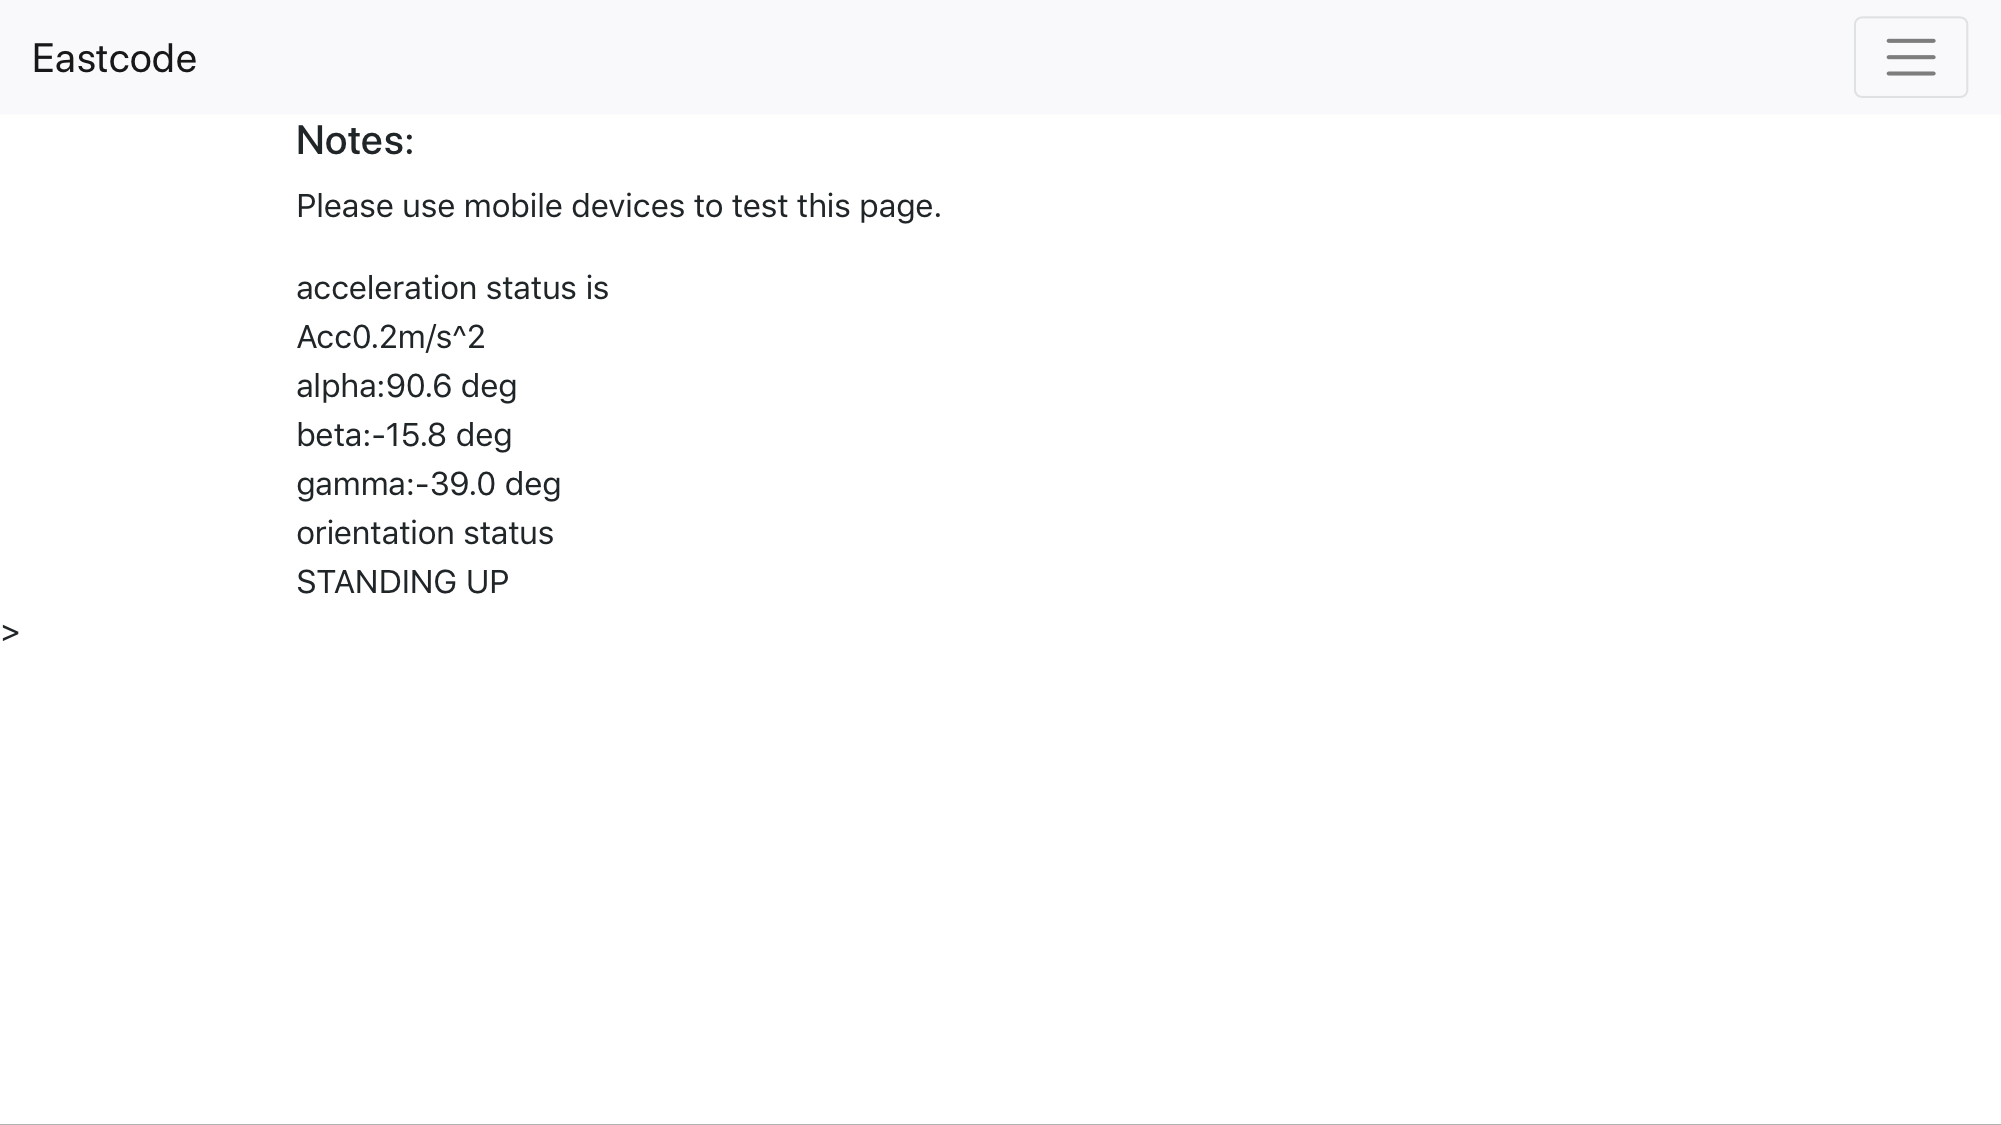 Eastcode
Notes:
Please use mobile devices to test this page.
acceleration status is
Acc0.2m/s^2
alpha:90.6 deg
beta:-15.8 deg
gamma:-39.0 deg
orientation status
STANDING UP
>